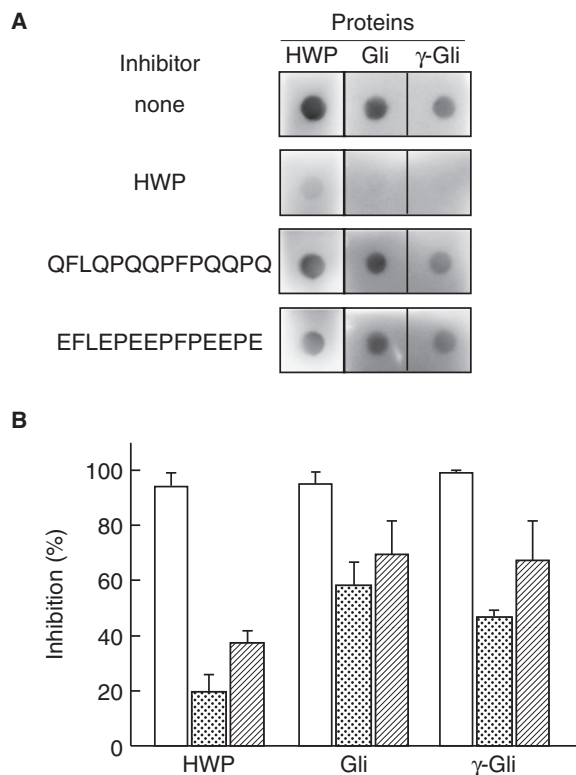 A
Proteins
Inhibitor
HWP Gli γ-Gli
none
HWP
QFLQPQQPFPQQPQ
EFLEPEEPFPEEPE
B
Inhibition (%)
100
80
60
40
20
0
HWP Gli γ-Gli